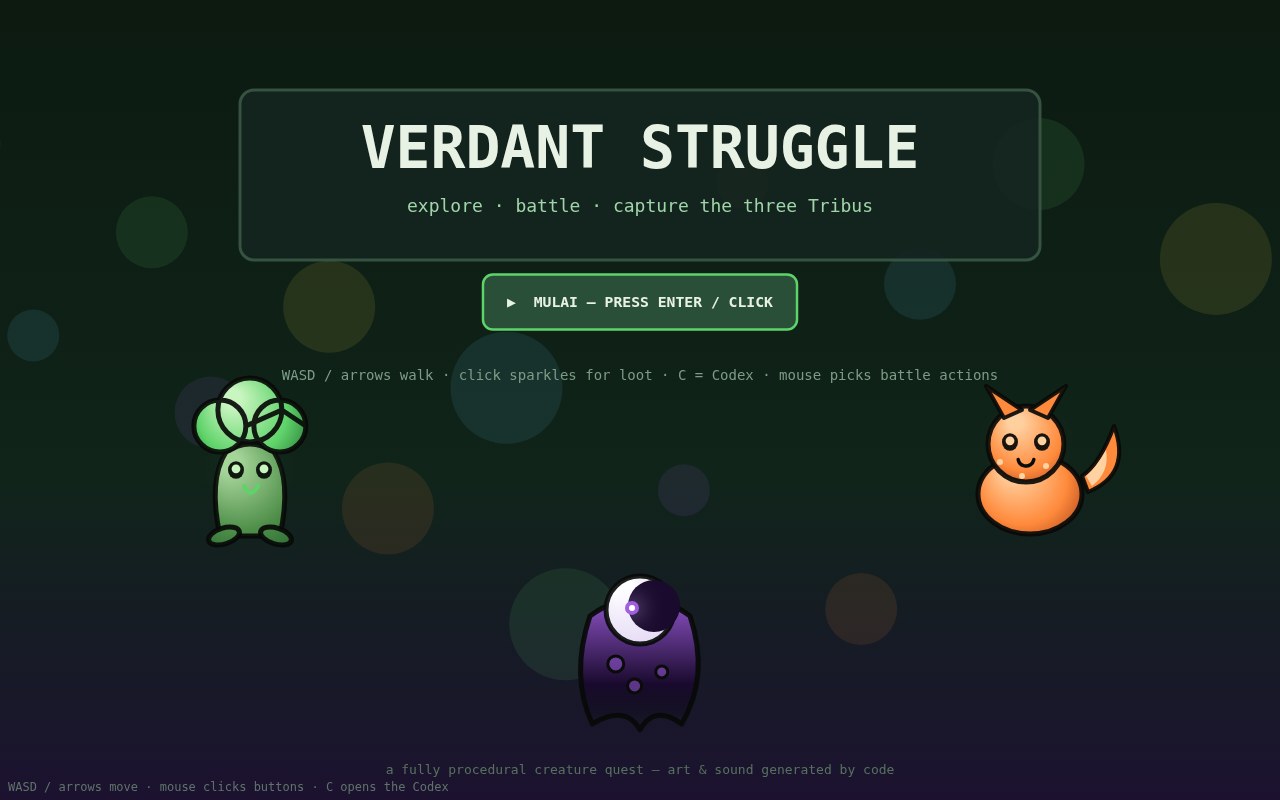 VERDANT STRUGGLE
explore · battle · capture the three Tribus
▶ MULAI — PRESS ENTER / CLICK
WASD / arrows walk · click sparkles for loot · C = Codex · mouse picks battle actions
a fully procedural creature quest — art & sound generated by code
WASD / arrows move · mouse clicks buttons · C opens the Codex